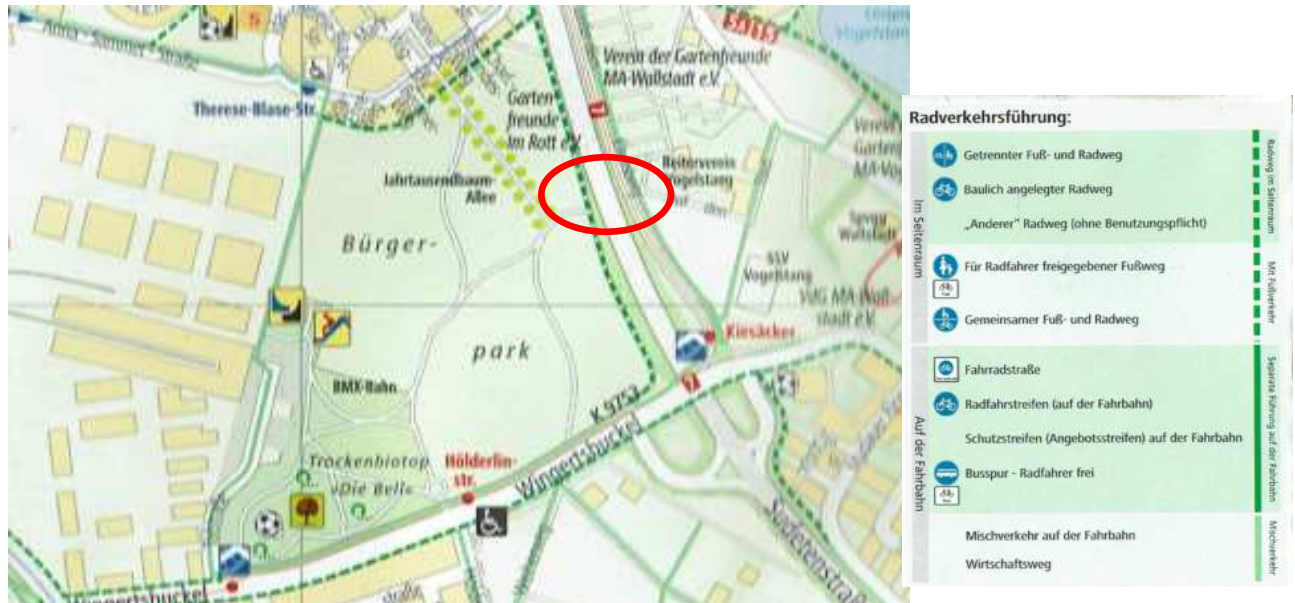 Therese-Blase-Str.
Verein der Gartenfreunde
MA-Wallstadt e.V.
Garten-
freunde
Im Rott e.V.
Jahrtausendbaum-
Allee
Reiterverein
Vogelstang
Bürger-
park
SSV
Vogelstang
Kiesäcker
BMX-Bahn
K 9753
Wingertsbuckel
Trockenbiotop
»Die Bell«
Hölderlin-
str.
Wingertsbuckel
Radverkehrsführung:
Im Seitenraum
Getrennter Fuß- und Radweg
Baulich angelegter Radweg
„Anderer" Radweg (ohne Benutzungspflicht)
Radweg im Seitenraum
Für Radfahrer freigegebener Fußweg
Gemeinsamer Fuß- und Radweg
Mit Fußverkehr
Auf der Fahrbahn
Fahrradstraße
Radfahrstreifen (auf der Fahrbahn)
Schutzstreifen (Angebotsstreifen) auf der Fahrbahn
Busspur - Radfahrer frei
Separate Führung auf der Fahrbahn
Mischverkehr auf der Fahrbahn
Wirtschaftsweg
Mischverkehr